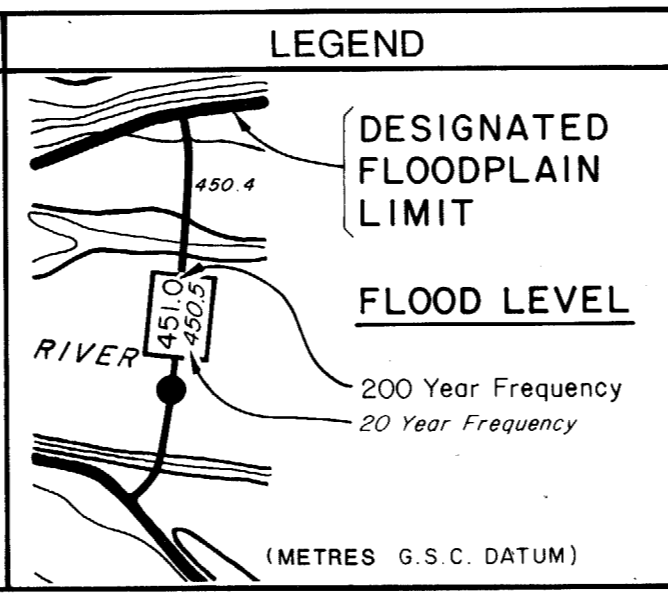 LEGEND
DESIGNATED
FLOODPLAIN
LIMIT
450.4
FLOOD LEVEL
451.0
450.5
RIVER
200 Year Frequency
20 Year Frequency
(METRES G.S.C. DATUM)